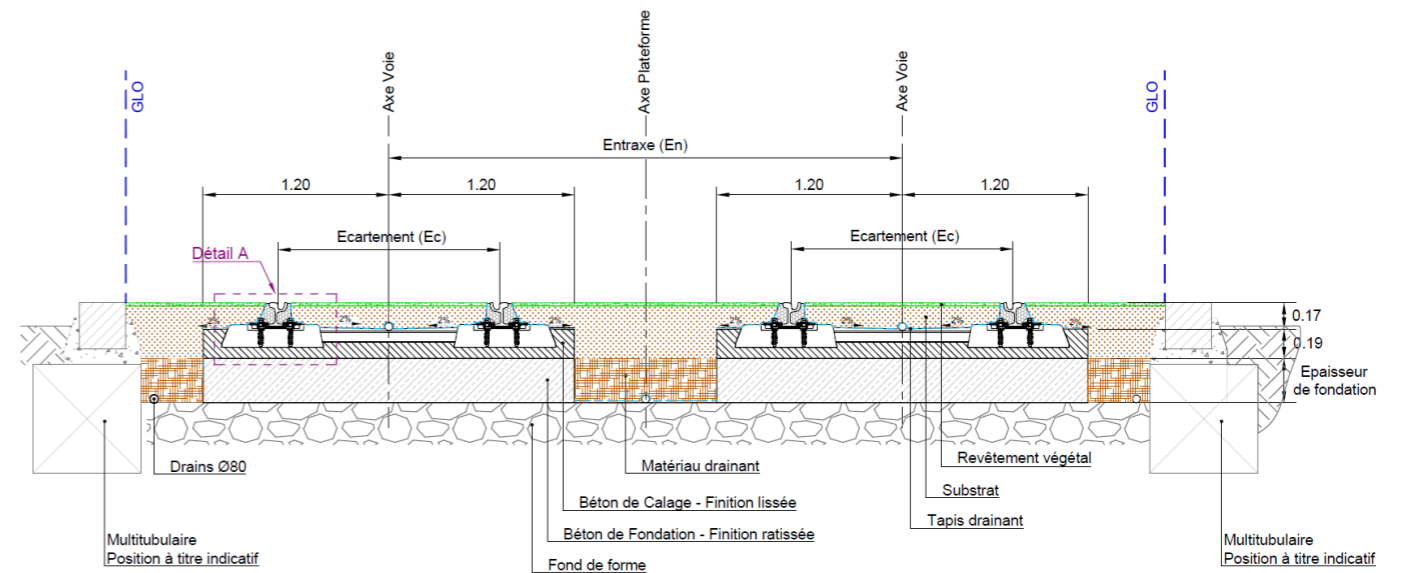 GLO
Axe Voie
Axe Plateforme
Axe Voie
GLO
Entraxe (En)
1.20
1.20
1.20
1.20
Ecartement (Ec)
Ecartement (Ec)
Détail A
2%
2%
2%
2%
2%
2%
2%
2%
0.17
0.19
Epaisseur
de fondation
Drains Ø80
Matériau drainant
Revêtement végétal
Substrat
Béton de Calage - Finition lissée
Tapis drainant
Béton de Fondation - Finition ratissée
Multitubulaire
Position à titre indicatif
Multitubulaire
Position à titre indicatif
Fond de forme